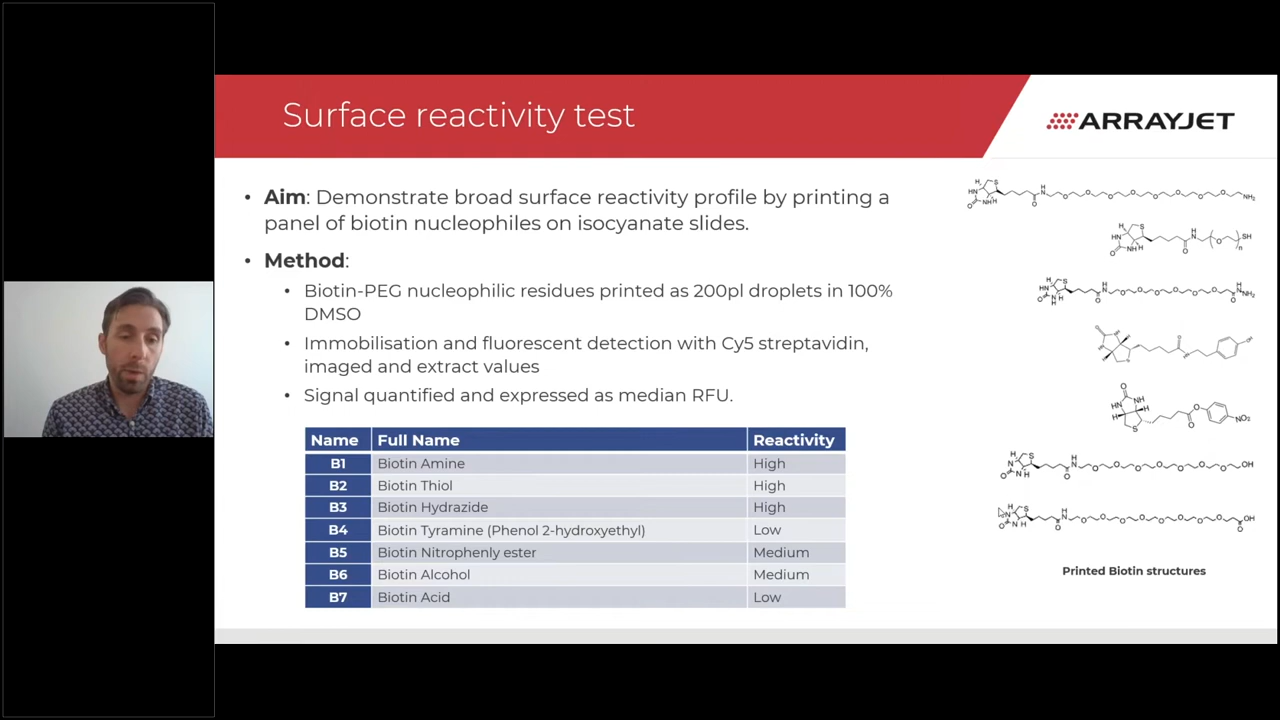 Surface reactivity test
ARRAYJET
• Aim: Demonstrate broad surface reactivity profile by printing a
panel of biotin nucleophiles on isocyanate slides.
• Method:
• Biotin-PEG nucleophilic residues printed as 200pl droplets in 100%
DMSO
• Immobilisation and fluorescent detection with Cy5 streptavidin,
imaged and extract values
• Signal quantified and expressed as median RFU.
Name Full Name Reactivity
B1 Biotin Amine High
B2 Biotin Thiol High
B3 Biotin Hydrazide High
B4 Biotin Tyramine (Phenol 2-hydroxyethyl) Low
B5 Biotin Nitrophenly ester Medium
B6 Biotin Alcohol Medium
B7 Biotin Acid Low
Printed Biotin structures